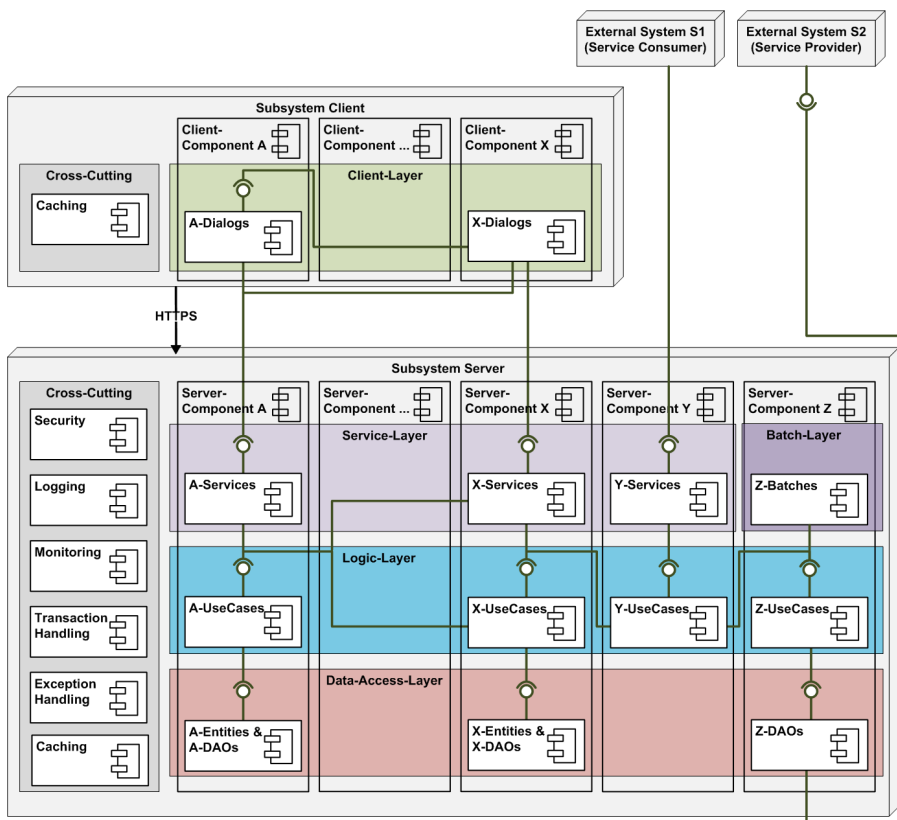 External System S1
(Service Consumer)
External System S2
(Service Provider)
Subsystem Client
Client-
Component A
Client-
Component ...
Client-
Component X
Cross-Cutting
Client-Layer
Caching
A-Dialogs
X-Dialogs
HTTPS
Subsystem Server
Cross-Cutting
Server-
Component A
Server-
Component ...
Server-
Component X
Server-
Component Y
Server-
Component Z
Security
Service-Layer
Batch-Layer
Logging
A-Services
X-Services
Y-Services
Z-Batches
Monitoring
Logic-Layer
Transaction
Handling
A-UseCases
X-UseCases
Y-UseCases
Z-UseCases
Exception
Handling
Data-Access-Layer
Caching
A-Entities &
A-DAOs
X-Entities &
X-DAOs
Z-DAOs